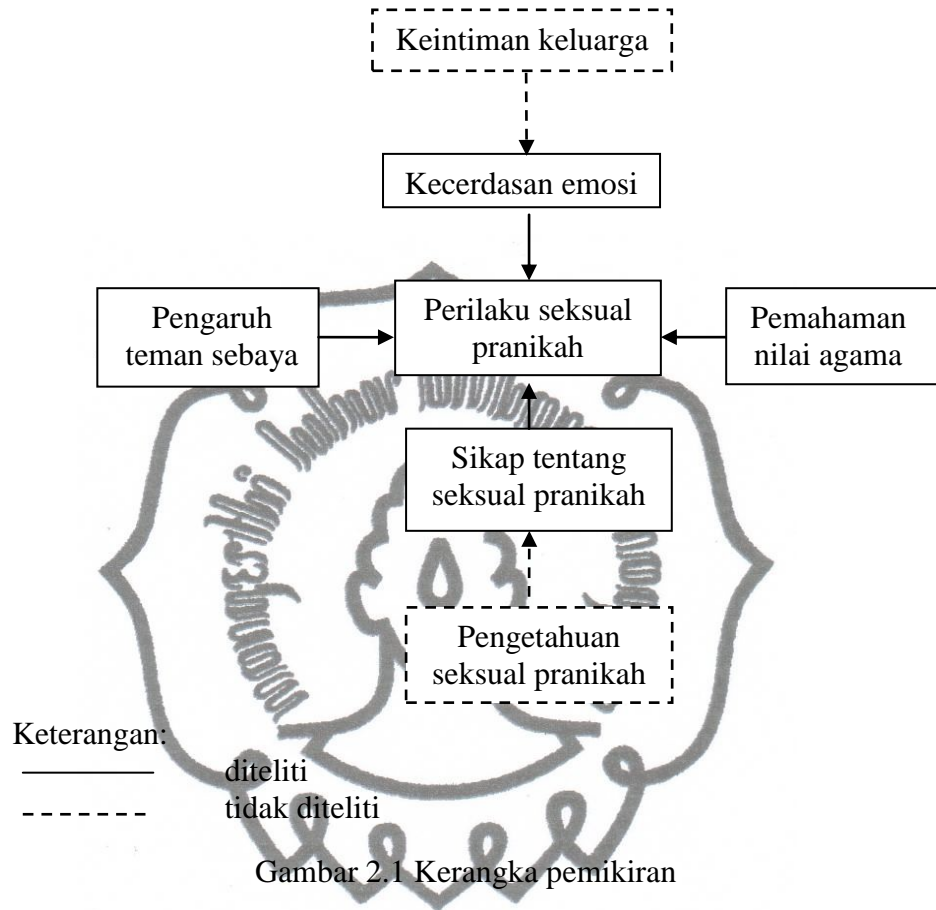 Keintiman keluarga
Kecerdasan emosi
Pengaruh
teman sebaya
Perilaku seksual
pranikah
Pemahaman
nilai agama
Sikap tentang
seksual pranikah
Pengetahuan
seksual pranikah
Keterangan:
diteliti
tidak diteliti
Gambar 2.1 Kerangka pemikiran